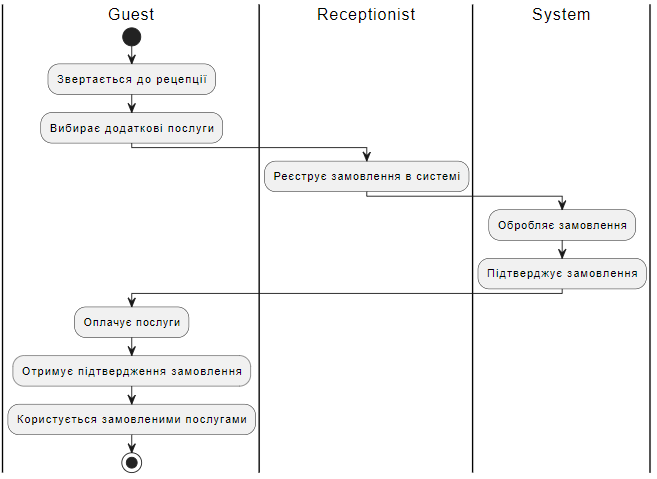 Guest
Receptionist
System
Звертається до рецепції
Вибирає додаткові послуги
Реєструє замовлення в системі
Обробляє замовлення
Підтверджує замовлення
Оплачує послуги
Отримує підтвердження замовлення
Користується замовленими послугами